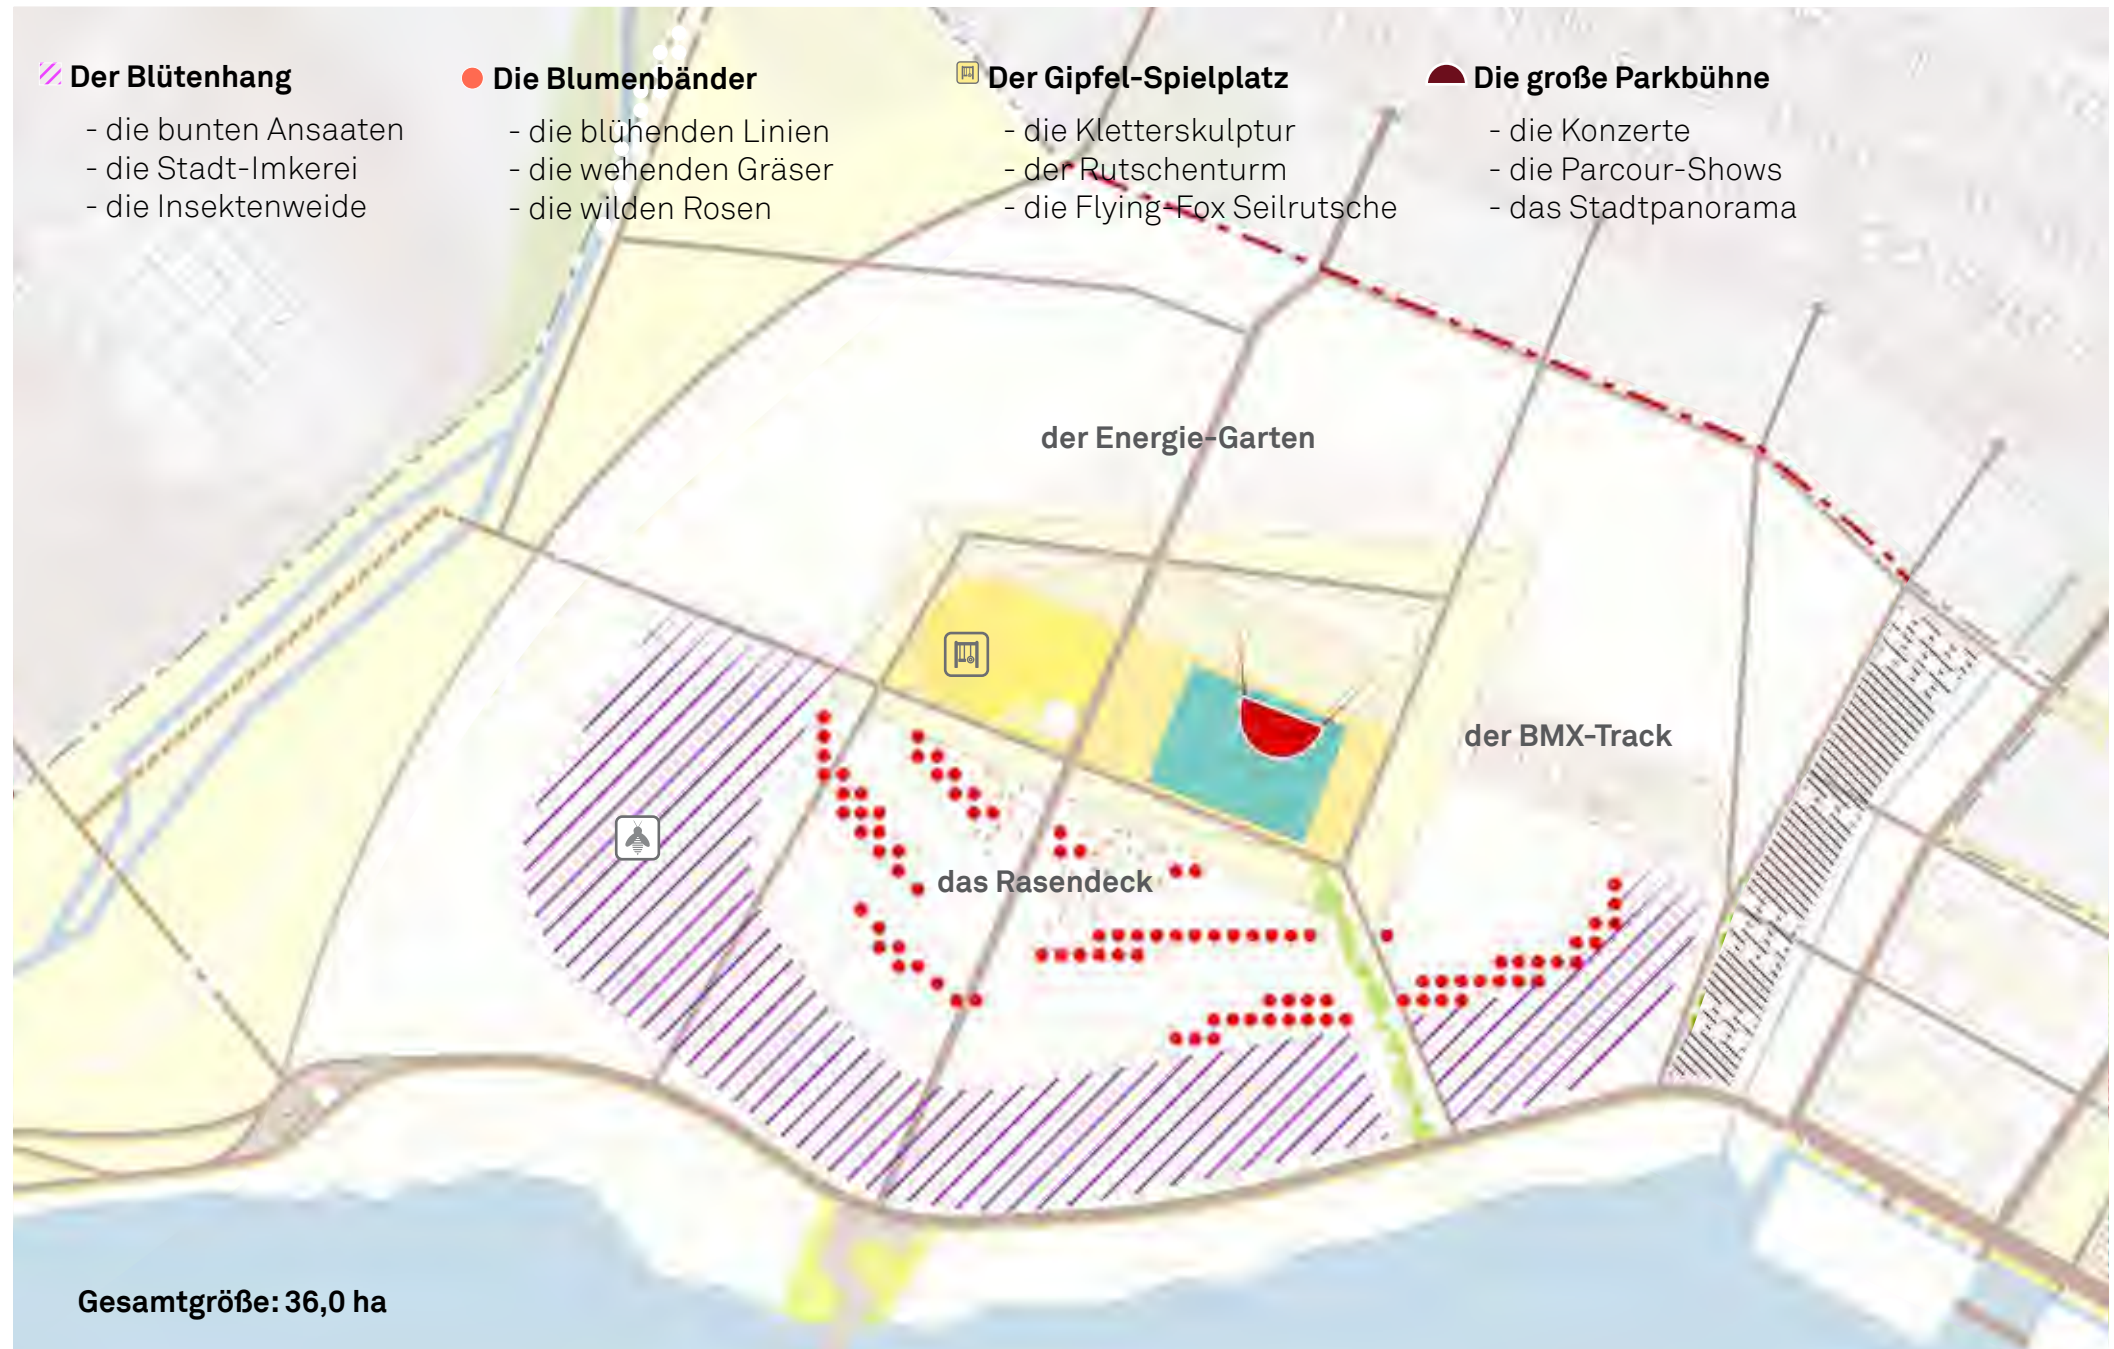 Der Blütenhang
- die bunten Ansaaten
- die Stadt-Imkerei
- die Insektenweide
Die Blumenbänder
- die blühenden Linien
- die wehenden Gräser
- die wilden Rosen
Der Gipfel-Spielplatz
- die Kletterskulptur
- der Rutschenturm
- die Flying-Fox Seilrutsche
Die große Parkbühne
- die Konzerte
- die Parcour-Shows
- das Stadtpanorama
der Energie-Garten
der BMX-Track
das Rasendeck
Gesamtgröße: 36,0 ha